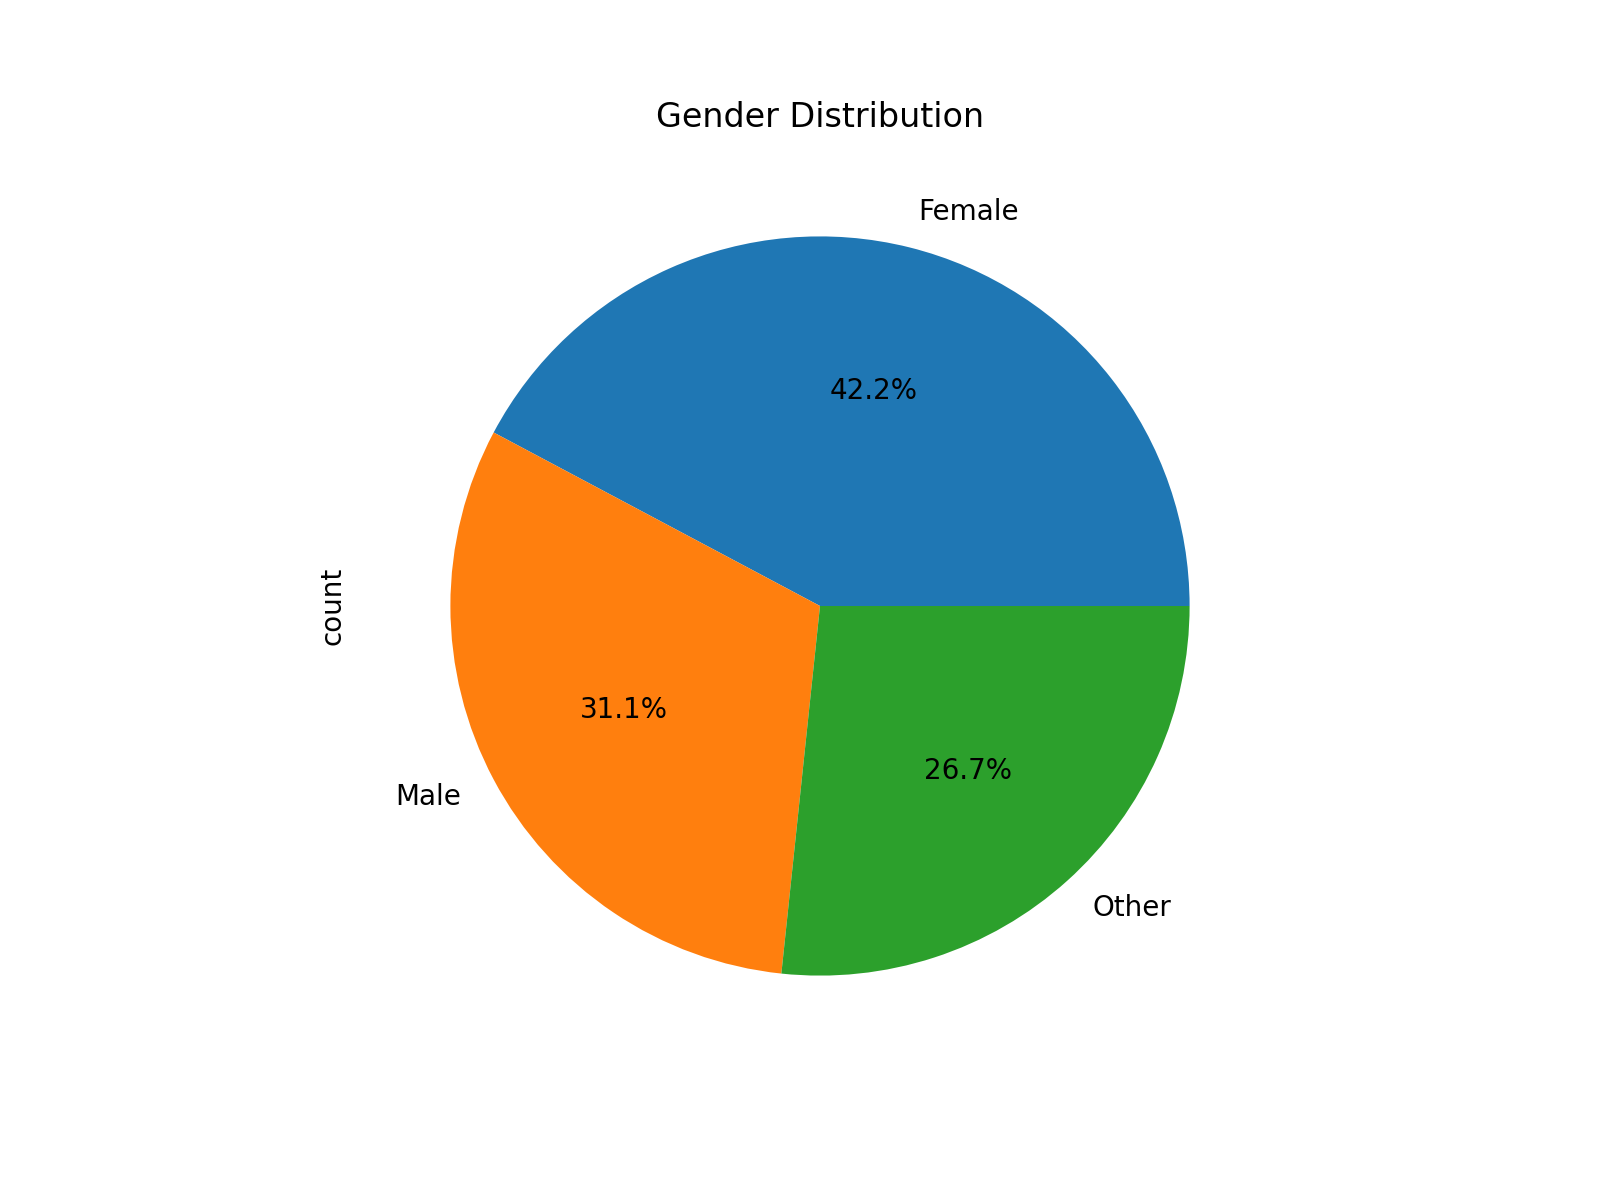 Gender Distribution
Female
42.2%
count
31.1%
26.7%
Male
Other